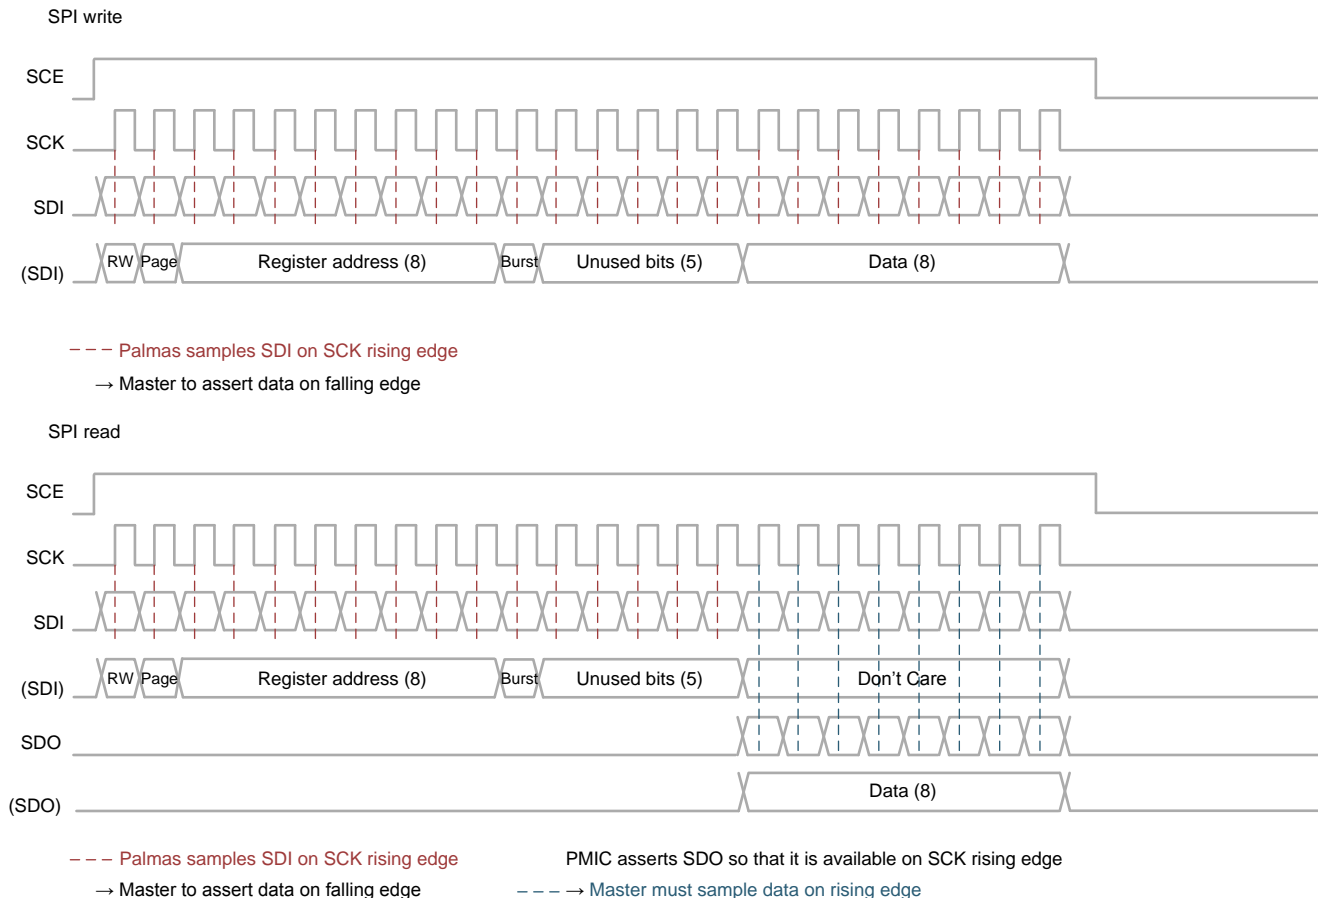 SPI write
SCE
SCK
SDI
(SDI) RW Page Register address (8) Burst Unused bits (5) Data (8)
--- Palmas samples SDI on SCK rising edge
→ Master to assert data on falling edge
SPI read
SCE
SCK
SDI
(SDI) RW Page Register address (8) Burst Unused bits (5) Don't Care
SDO
(SDO) Data (8)
--- Palmas samples SDI on SCK rising edge PMIC asserts SDO so that it is available on SCK rising edge
→ Master to assert data on falling edge --- → Master must sample data on rising edge